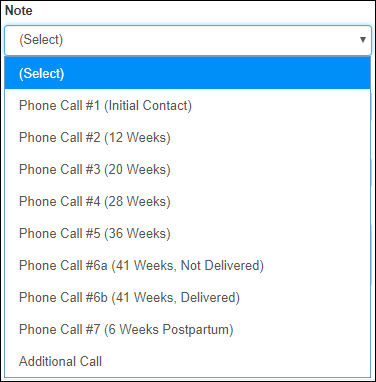 Note
(Select)
(Select)
Phone Call #1 (Initial Contact)
Phone Call #2 (12 Weeks)
Phone Call #3 (20 Weeks)
Phone Call #4 (28 Weeks)
Phone Call #5 (36 Weeks)
Phone Call #6a (41 Weeks, Not Delivered)
Phone Call #6b (41 Weeks, Delivered)
Phone Call #7 (6 Weeks Postpartum)
Additional Call